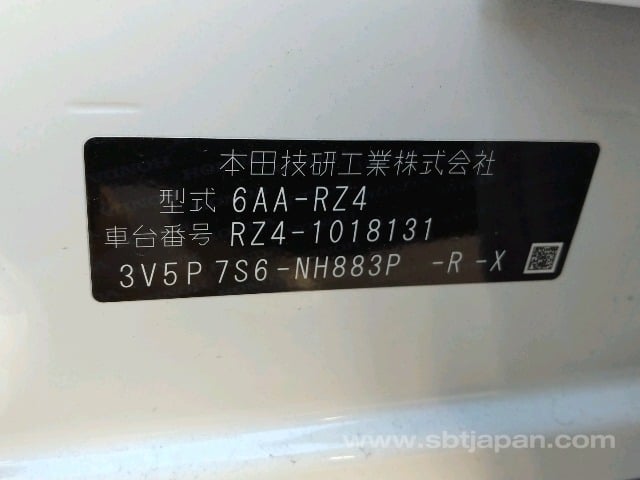 本田技研工業株式会社
型式 6AA-RZ4
車台番号 RZ4-1018131
3V5P 7S6-NH883P -R -X
www.sbtjapan.com